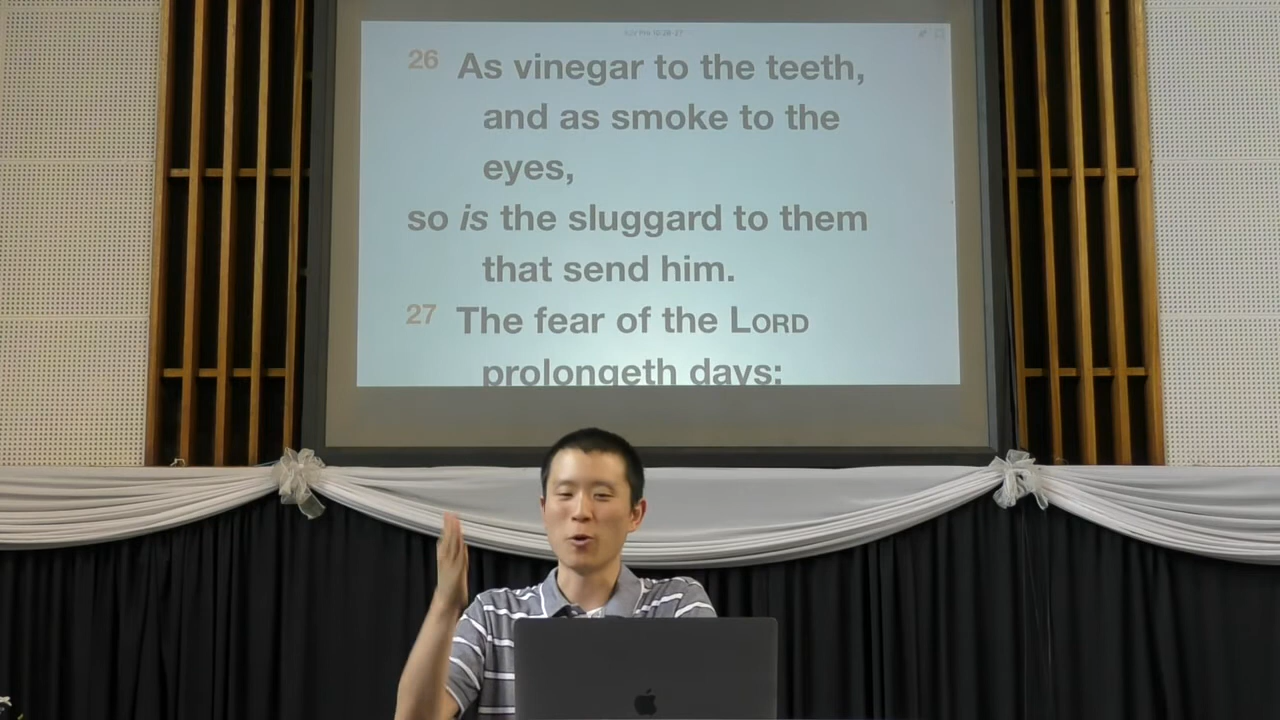 26 As vinegar to the teeth,
and as smoke to the
eyes,
so is the sluggard to them
that send him.
27 The fear of the LORD
prolongeth days: